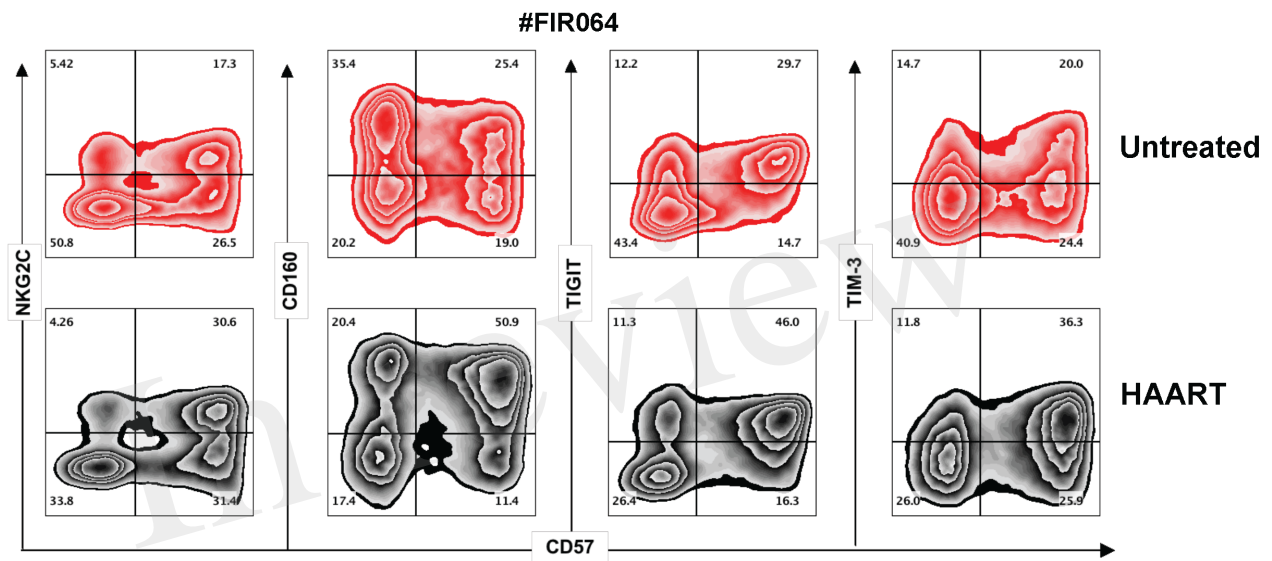 #FIR064
5.42 17.3
50.8 26.5
NKG2C
35.4 25.4
20.2 19.0
CD160
12.2 29.7
43.4 14.7
TIGIT
14.7 20.0
40.9 24.4
TIM-3
Untreated
4.26 30.6
33.8 31.4
20.4 50.9
17.4 11.4
11.3 46.0
26.4 16.3
11.8 36.3
26.0 25.9
HAART
CD57
In review